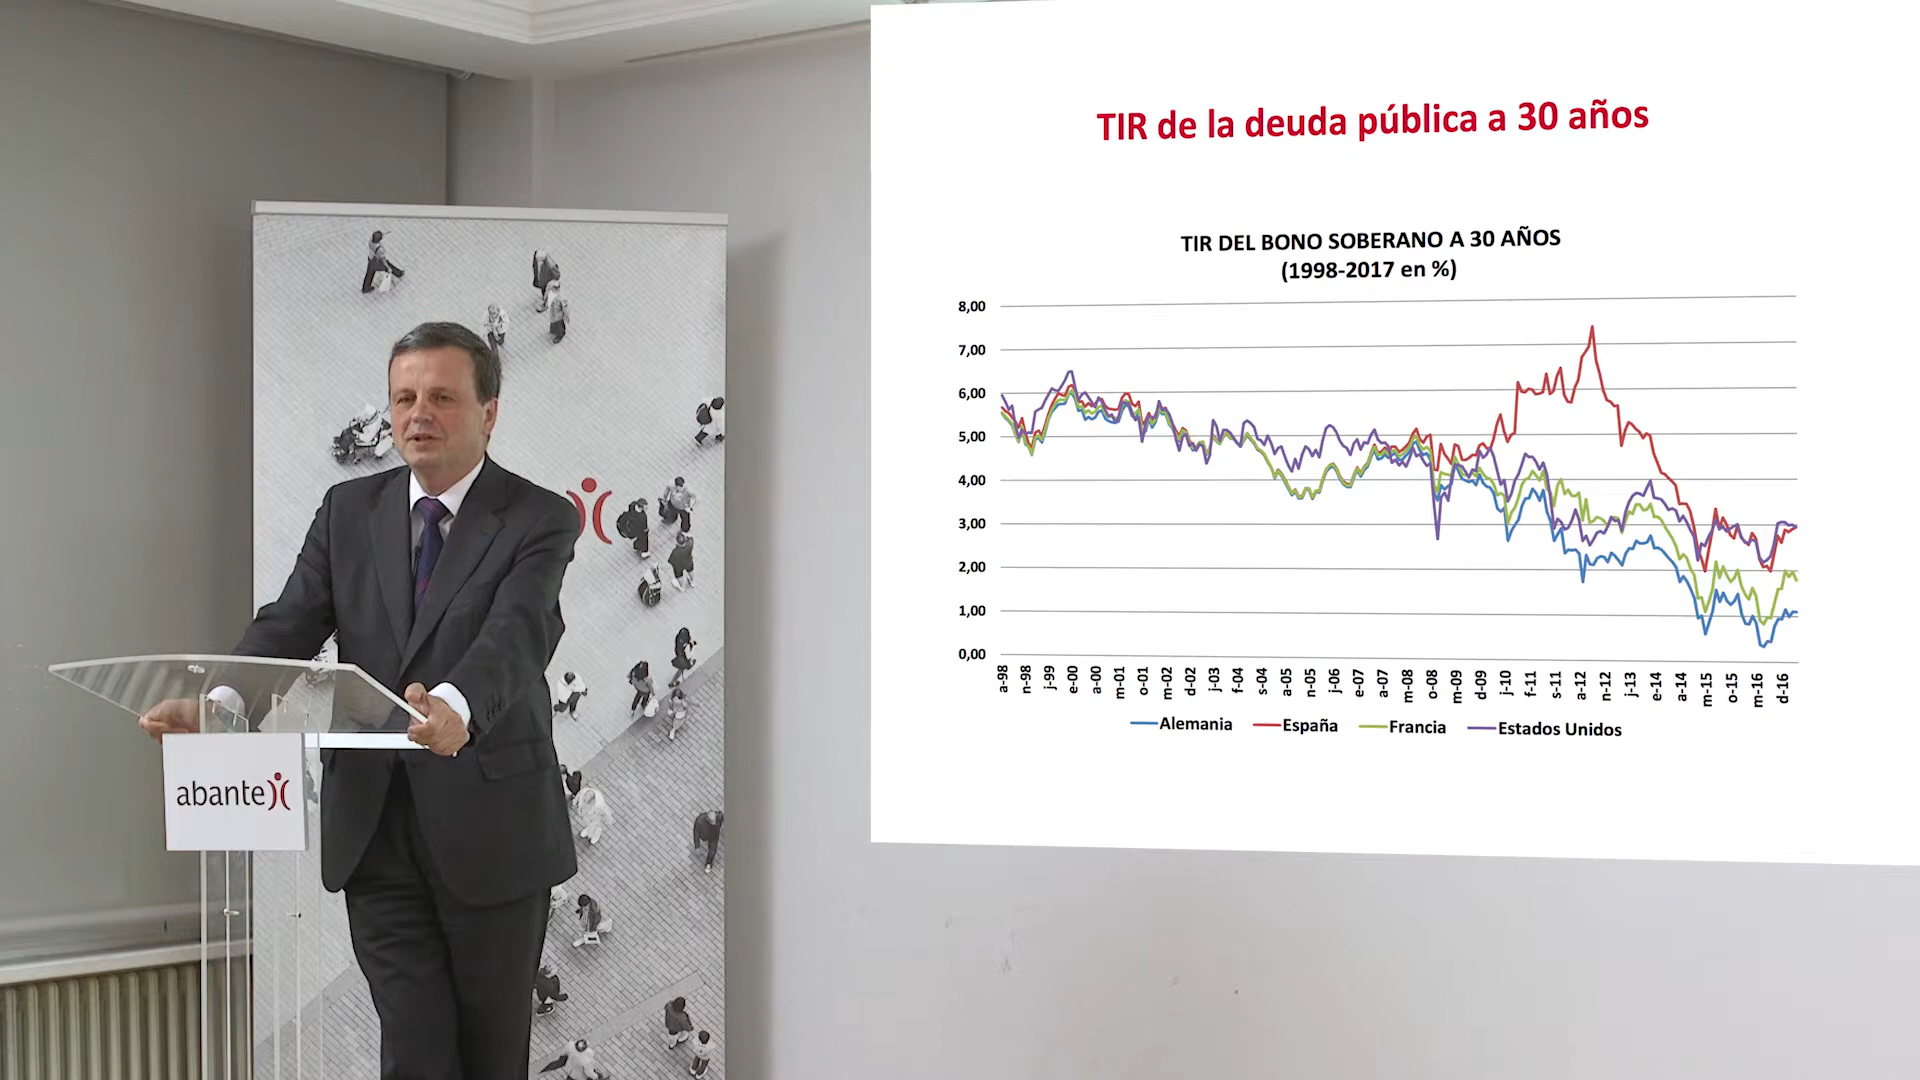 TIR de la deuda pública a 30 años
TIR DEL BONO SOBERANO A 30 AÑOS
(1998-2017 en %)
8,00
7,00
6,00
5,00
4,00
3,00
2,00
1,00
0,00
a-98 n-98 j-99 e-00 a-00 m-01 o-01 m-02 d-02 j-03 f-04 s-04 a-05 n-05 j-06 e-07 a-07 m-08 o-08 m-09 d-09 j-10 f-11 s-11 a-12 n-12 j-13 e-14 a-14 m-15 o-15 m-16 d-16
Alemania España Francia Estados Unidos
abante